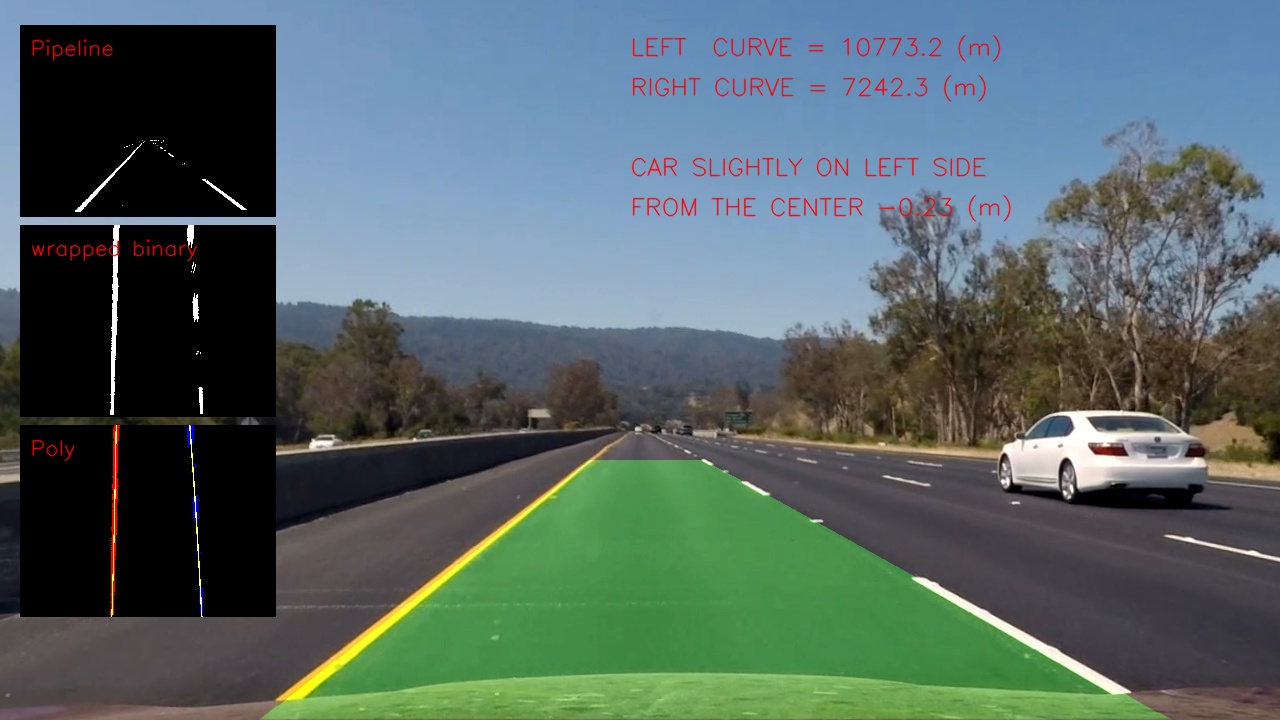 Pipeline
LEFT CURVE = 10773.2 (m)
RIGHT CURVE = 7242.3 (m)
CAR SLIGHTLY ON LEFT SIDE
FROM THE CENTER -0.23 (m)
wrapped binary
Poly